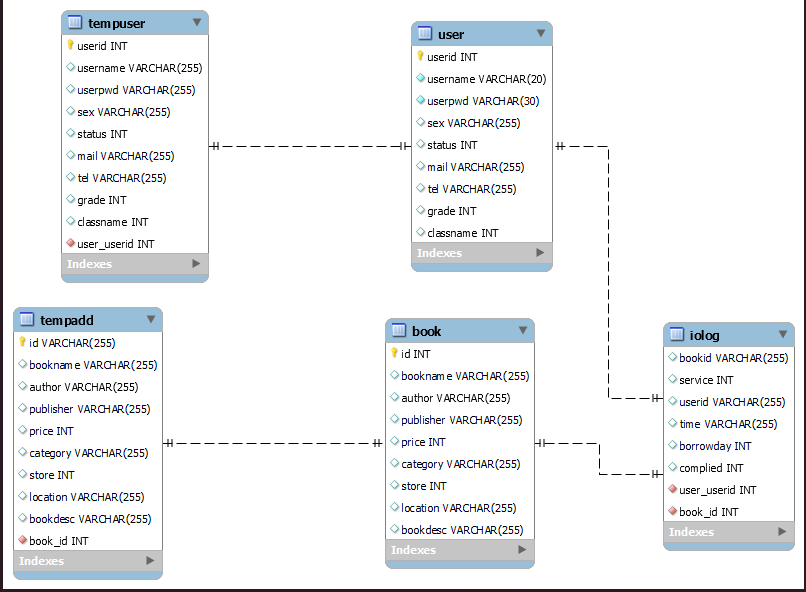 tempuser
userid INT
username VARCHAR(255)
userpwd VARCHAR(255)
sex VARCHAR(255)
status INT
mail VARCHAR(255)
tel VARCHAR(255)
grade INT
classname INT
user_userid INT
Indexes
user
userid INT
username VARCHAR(20)
userpwd VARCHAR(30)
sex VARCHAR(255)
status INT
mail VARCHAR(255)
tel VARCHAR(255)
grade INT
classname INT
Indexes
tempadd
id VARCHAR(255)
bookname VARCHAR(255)
author VARCHAR(255)
publisher VARCHAR(255)
price INT
category VARCHAR(255)
store INT
location VARCHAR(255)
bookdesc VARCHAR(255)
book_id INT
Indexes
book
id INT
bookname VARCHAR(255)
author VARCHAR(255)
publisher VARCHAR(255)
price INT
category VARCHAR(255)
store INT
location VARCHAR(255)
bookdesc VARCHAR(255)
Indexes
iolog
bookid VARCHAR(255)
service INT
userid VARCHAR(255)
time VARCHAR(255)
borrowday INT
complied INT
user_userid INT
book_id INT
Indexes